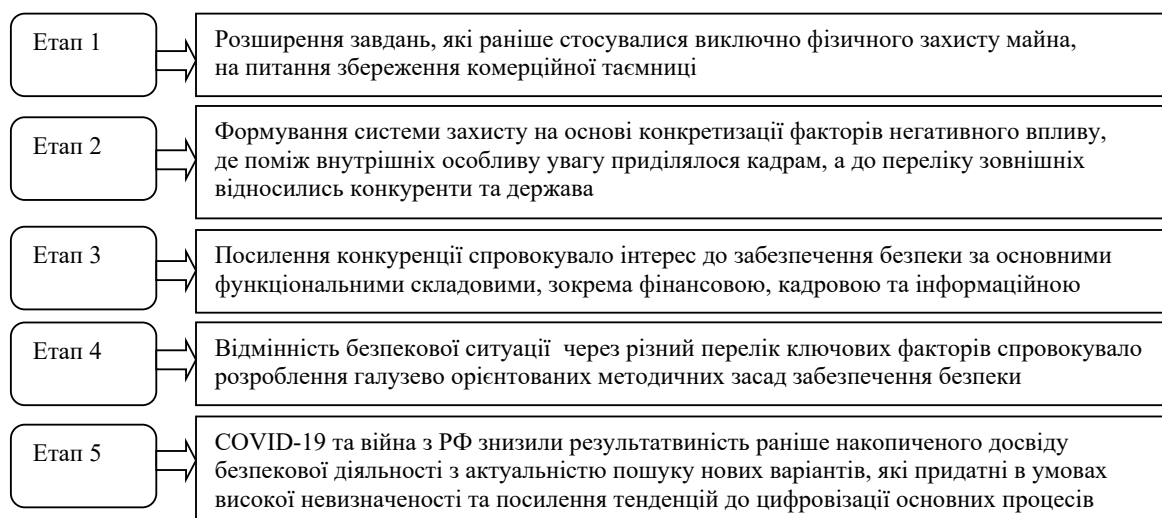 Етап 1
Розширення завдань, які раніше стосувалися виключно фізичного захисту майна,
на питання збереження комерційної таємниці
Етап 2
Формування системи захисту на основі конкретизації факторів негативного впливу,
де поміж внутрішніх особливу увагу приділялося кадрам, а до переліку зовнішніх
відносились конкуренти та держава
Етап 3
Посилення конкуренції спровокувало інтерес до забезпечення безпеки за основними
функціональними складовими, зокрема фінансовою, кадровою та інформаційною
Етап 4
Відмінність безпекової ситуації через різний перелік ключових факторів спровокувало
розроблення галузево орієнтованих методичних засад забезпечення безпеки
Етап 5
COVID-19 та війна з РФ знизили результатвиність раніше накопиченого досвіду
безпекової діяльності з актуальністю пошуку нових варіантів, які придатні в умовах
високої невизначеності та посилення тенденцій до цифровізації основних процесів